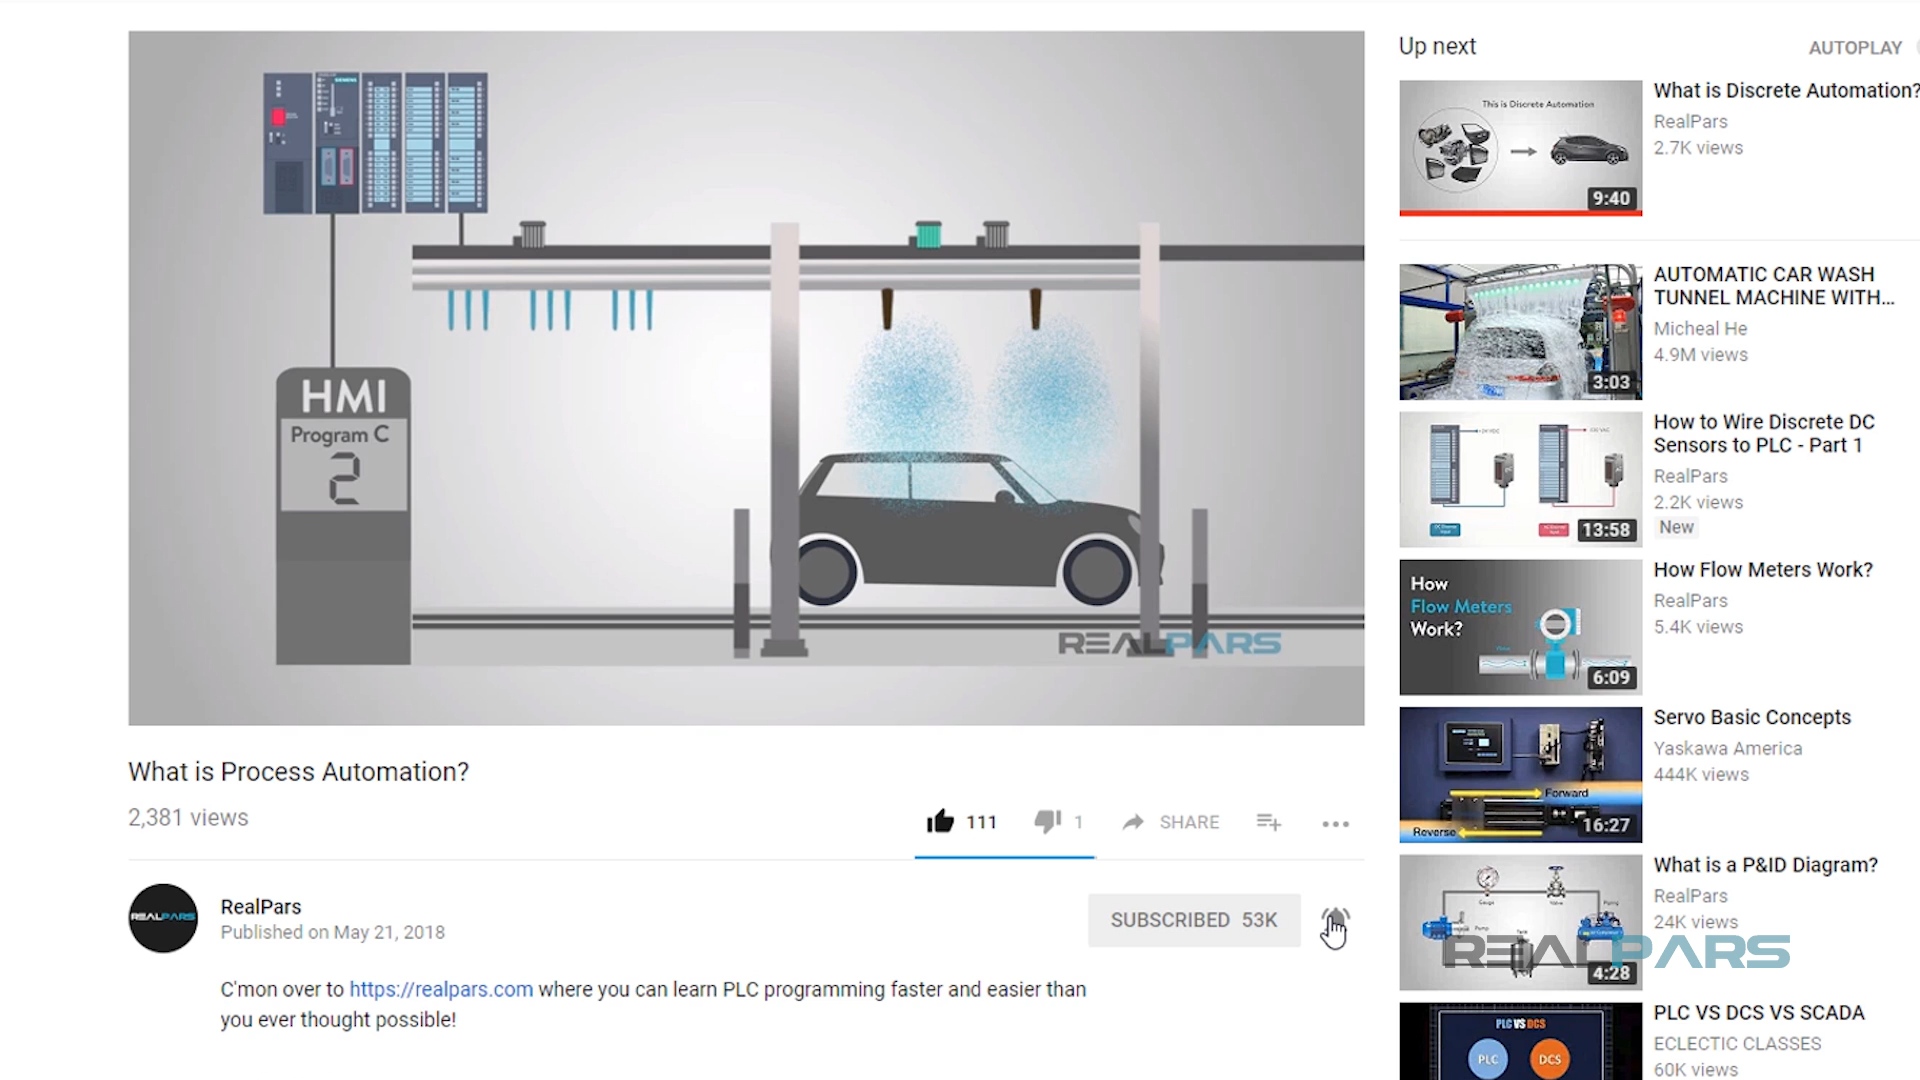 SIEMENS
HMI
Program C
2
REALPARS
What is Process Automation?
2,381 views
111
1
SHARE
REALPARS
RealPars
Published on May 21, 2018
SUBSCRIBED 53K
C'mon over to https://realpars.com where you can learn PLC programming faster and easier than
you ever thought possible!
Up next
AUTOPLAY
This is Discrete Automation
9:40
What is Discrete Automation?
RealPars
2.7K views
3:03
AUTOMATIC CAR WASH
TUNNEL MACHINE WITH...
Micheal He
4.9M views
13:58
How to Wire Discrete DC
Sensors to PLC - Part 1
RealPars
2.2K views
New
How
Flow Meters
Work?
6:09
How Flow Meters Work?
RealPars
5.4K views
Forward
Reverse
16:27
Servo Basic Concepts
Yaskawa America
444K views
Gauge
Valve
Piping
Pump
Tank
4:28
What is a P&ID Diagram?
RealPars
24K views
REALPARS
PLC VS DCS
PLC
DCS
PLC VS DCS VS SCADA
ECLECTIC CLASSES
60K views